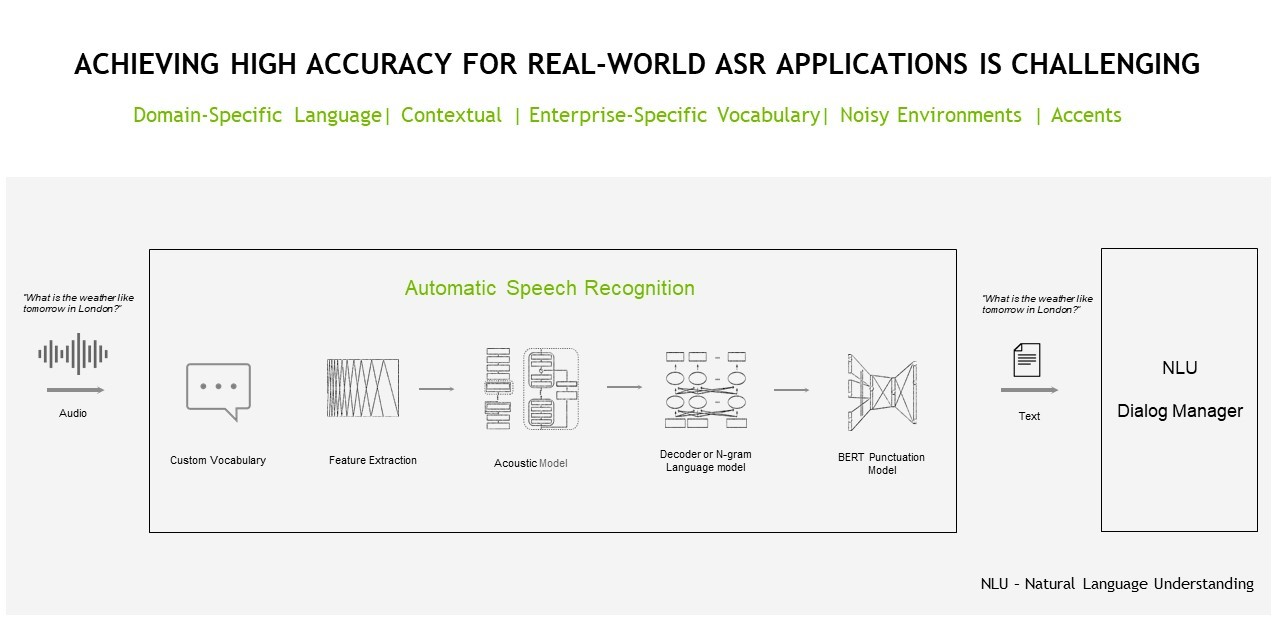 ACHIEVING HIGH ACCURACY FOR REAL-WORLD ASR APPLICATIONS IS CHALLENGING
Domain-Specific Language| Contextual | Enterprise-Specific Vocabulary| Noisy Environments | Accents
"What is the weather like
tomorrow in London?"
Audio
Automatic Speech Recognition
Custom Vocabulary
Feature Extraction
Acoustic Model
Decoder or N-gram
Language model
BERT Punctuation
Model
"What is the weather like
tomorrow in London?"
Text
NLU
Dialog Manager
NLU - Natural Language Understanding